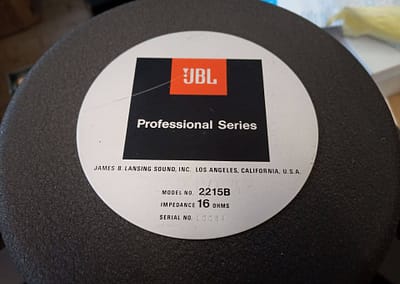 JBL
Professional Series
JAMES B. LANSING SOUND, INC. LOS ANGELES, CALIFORNIA, U.S.A.
MODEL NO. 2215B
IMPEDANCE 16 OHMS
SERIAL NO.